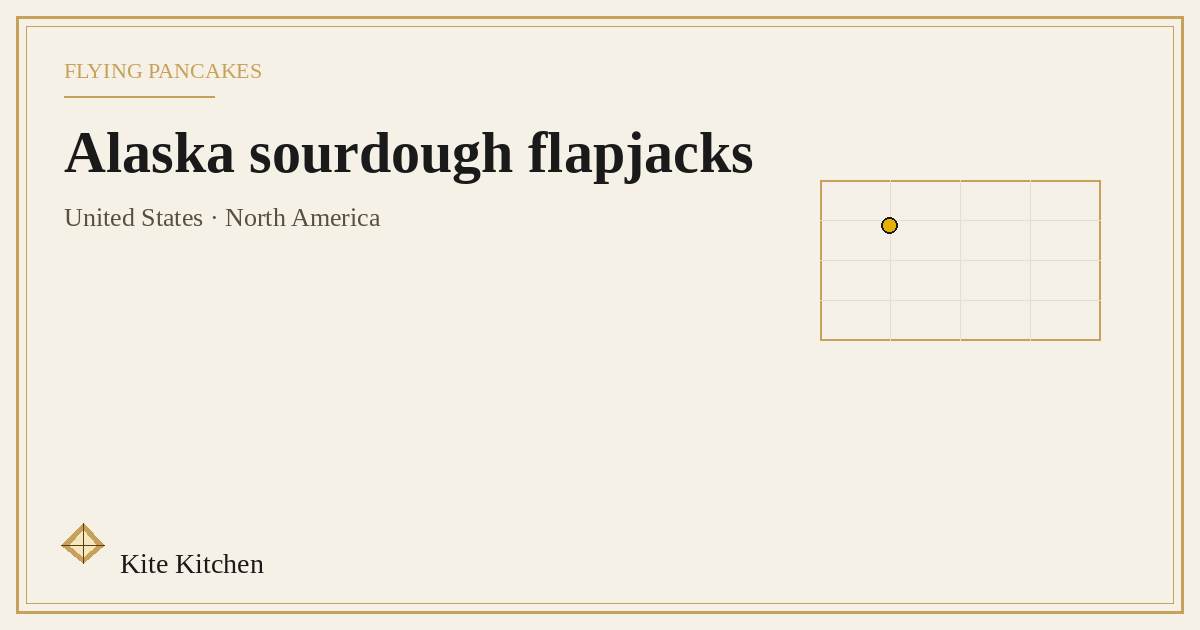 FLYING PANCAKES
Alaska sourdough flapjacks
United States · North America
Kite Kitchen